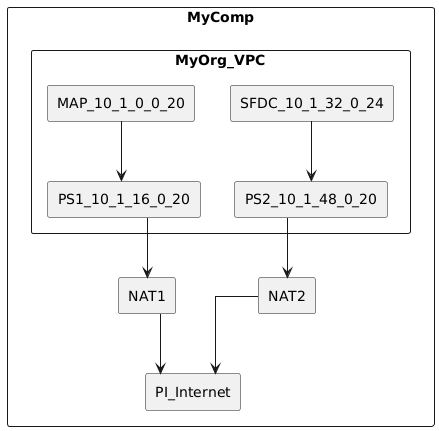 MyComp
MyOrg_VPC
MAP_10_1_0_0_20
SFDC_10_1_32_0_24
PS1_10_1_16_0_20
PS2_10_1_48_0_20
NAT1
NAT2
PI_Internet